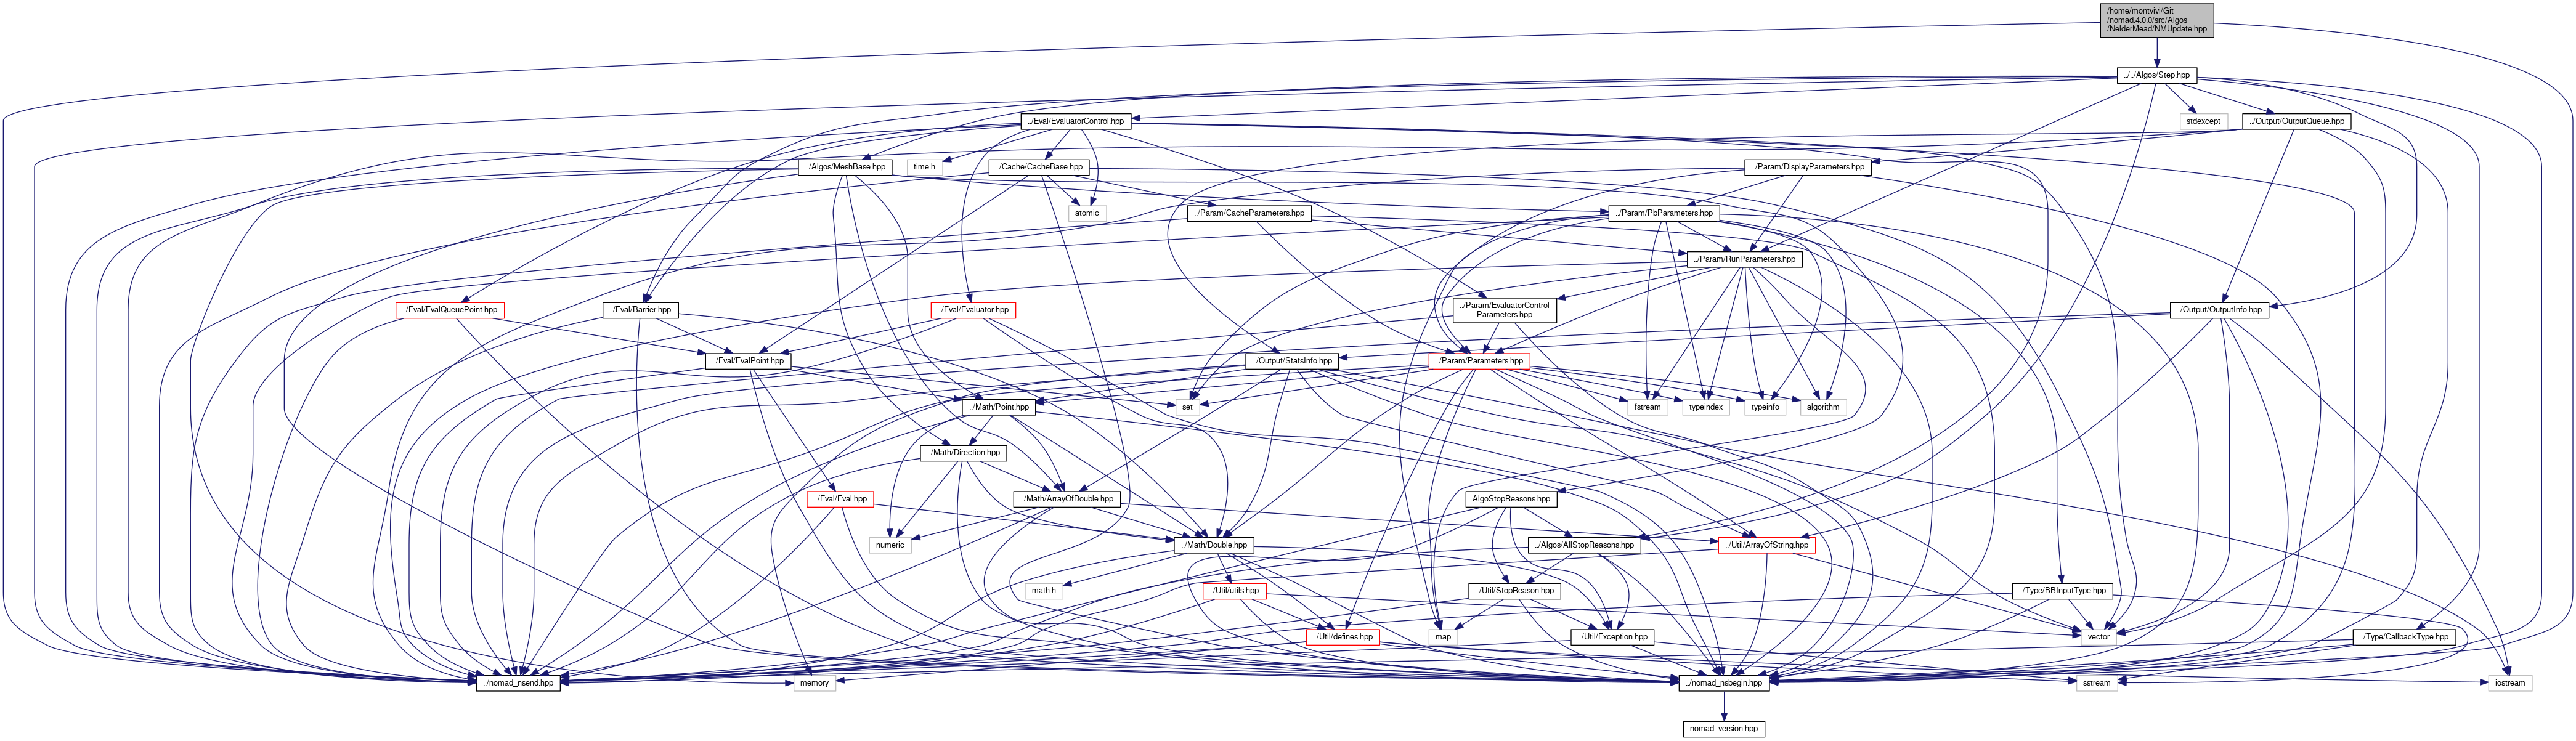 /home/montvivi/Git
/nomad.4.0.0/src/Algos
/NelderMead/NMUpdate.hpp
../../Algos/Step.hpp
../Eval/EvaluatorControl.hpp
stdexcept
../Output/OutputQueue.hpp
../Algos/MeshBase.hpp
time.h
../Cache/CacheBase.hpp
../Param/DisplayParameters.hpp
atomic
../Param/CacheParameters.hpp
../Param/PbParameters.hpp
../Param/RunParameters.hpp
../Eval/EvalQueuePoint.hpp
../Eval/Barrier.hpp
../Eval/Evaluator.hpp
../Param/EvaluatorControl
Parameters.hpp
../Output/OutputInfo.hpp
../Eval/EvalPoint.hpp
../Output/StatsInfo.hpp
../Param/Parameters.hpp
../Math/Point.hpp
set
fstream
typeindex
typeinfo
algorithm
../Math/Direction.hpp
../Eval/Eval.hpp
../Math/ArrayOfDouble.hpp
AlgoStopReasons.hpp
numeric
../Math/Double.hpp
../Algos/AllStopReasons.hpp
../Util/ArrayOfString.hpp
math.h
../Util/utils.hpp
../Util/StopReason.hpp
../Type/BBInputType.hpp
../Util/defines.hpp
map
../Util/Exception.hpp
vector
../Type/CallbackType.hpp
../nomad_nsend.hpp
memory
../nomad_nsbegin.hpp
sstream
iostream
nomad_version.hpp